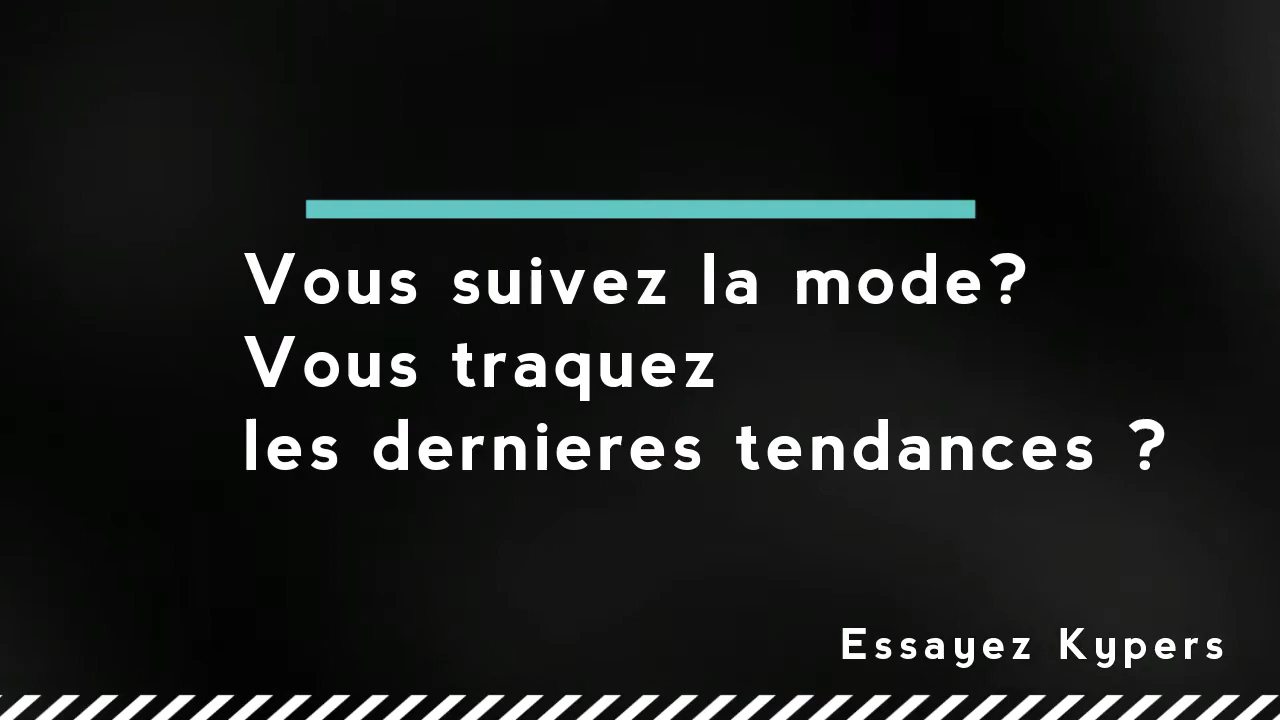 Vous suivez la mode?
Vous traquez
les dernieres tendances ?
Essayez Kypers